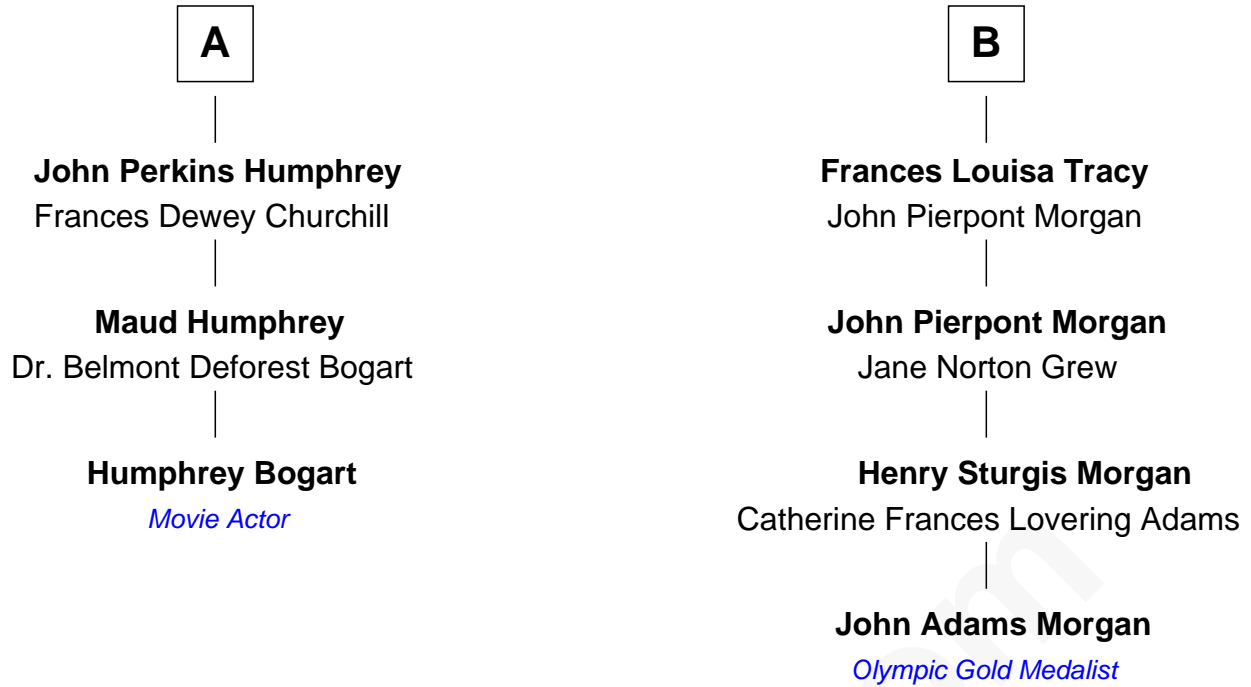 A
John Perkins Humphrey
Frances Dewey Churchill
Maud Humphrey
Dr. Belmont Deforest Bogart
Humphrey Bogart
Movie Actor
B
Frances Louisa Tracy
John Pierpont Morgan
John Pierpont Morgan
Jane Norton Grew
Henry Sturgis Morgan
Catherine Frances Lovering Adams
John Adams Morgan
Olympic Gold Medalist